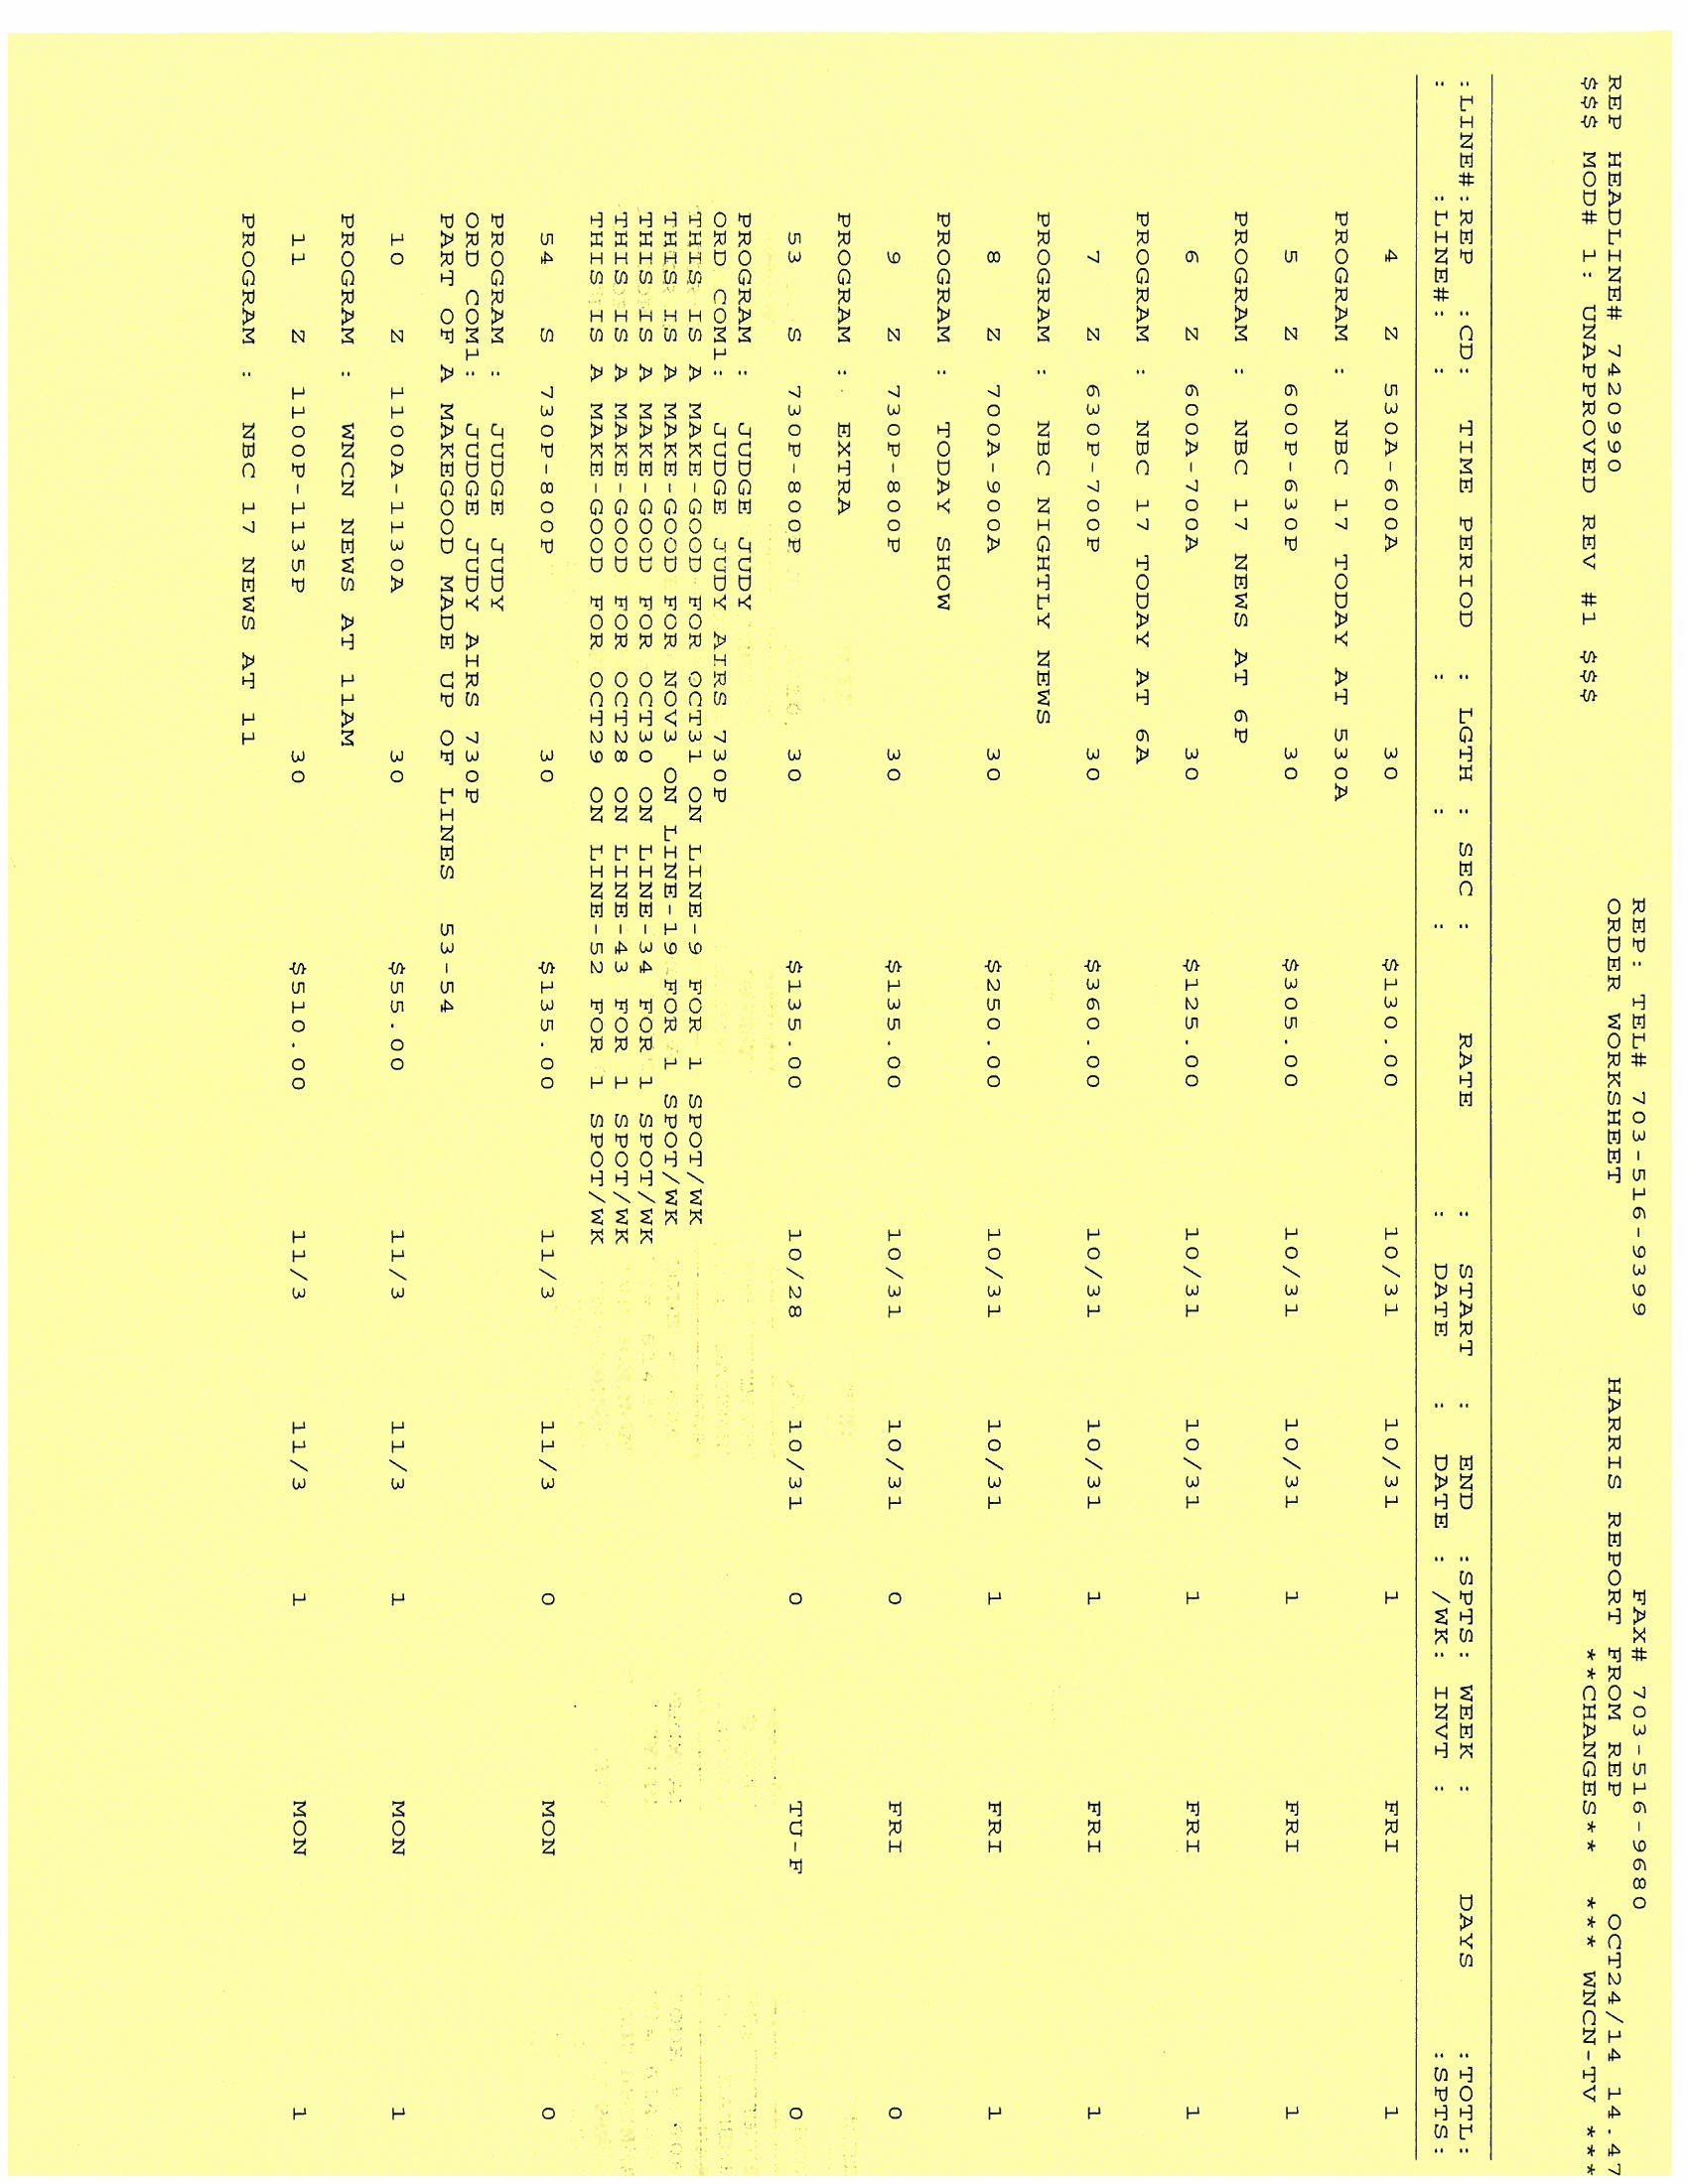 REP: TEL# 703-516-9399 FAX# 703-516-9680
REP HEADLINE# 7420990 ORDER WORKSHEET HARRIS REPORT FROM REP OCT24/14 14.47
$$$ MOD# 1: UNAPPROVED REV #1 $$$ **CHANGES** *** WNCN-TV ***
:LINE#:REP :CD: TIME PERIOD : LGTH : SEC : RATE : START : END :SPTS: WEEK : DAYS :TOTL:
: :LINE#: : : : : DATE : DATE : /WK: INVT : :SPTS:
4 Z 530A-600A 30 $130.00 10/31 10/31 1 FRI 1
PROGRAM : NBC 17 TODAY AT 530A
5 Z 600P-630P 30 $305.00 10/31 10/31 1 FRI 1
PROGRAM : NBC 17 NEWS AT 6P
6 Z 600A-700A 30 $125.00 10/31 10/31 1 FRI 1
PROGRAM : NBC 17 TODAY AT 6A
7 Z 630P-700P 30 $360.00 10/31 10/31 1 FRI 1
PROGRAM : NBC NIGHTLY NEWS
8 Z 700A-900A 30 $250.00 10/31 10/31 1 FRI 1
PROGRAM : TODAY SHOW
9 Z 730P-800P 30 $135.00 10/31 10/31 0 FRI 0
PROGRAM : EXTRA
53 S 730P-800P 30 $135.00 10/28 10/31 0 TU-F 0
PROGRAM : JUDGE JUDY
ORD COM1: JUDGE JUDY AIRS 730P
THIS IS A MAKE-GOOD FOR OCT31 ON LINE-9 FOR 1 SPOT/WK
THIS IS A MAKE-GOOD FOR NOV3 ON LINE-19 FOR 1 SPOT/WK
THIS IS A MAKE-GOOD FOR OCT30 ON LINE-34 FOR 1 SPOT/WK
THIS IS A MAKE-GOOD FOR OCT28 ON LINE-43 FOR 1 SPOT/WK
THIS IS A MAKE-GOOD FOR OCT29 ON LINE-52 FOR 1 SPOT/WK
54 S 730P-800P 30 $135.00 11/3 11/3 0 MON 0
PROGRAM : JUDGE JUDY
ORD COM1: JUDGE JUDY AIRS 730P
PART OF A MAKEGOOD MADE UP OF LINES 53-54
10 Z 1100A-1130A 30 $55.00 11/3 11/3 1 MON 1
PROGRAM : WNCN NEWS AT 11AM
11 Z 1100P-1135P 30 $510.00 11/3 11/3 1 MON 1
PROGRAM : NBC 17 NEWS AT 11